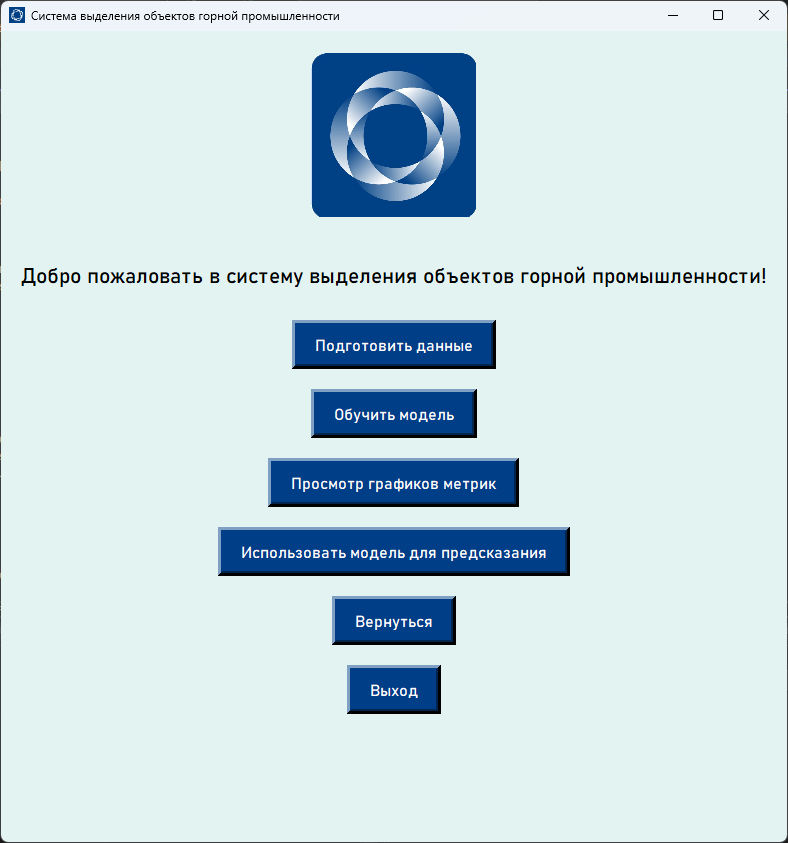 Система выделения объектов горной промышленности
Добро пожаловать в систему выделения объектов горной промышленности!
Подготовить данные
Обучить модель
Просмотр графиков метрик
Использовать модель для предсказания
Вернуться
Выход